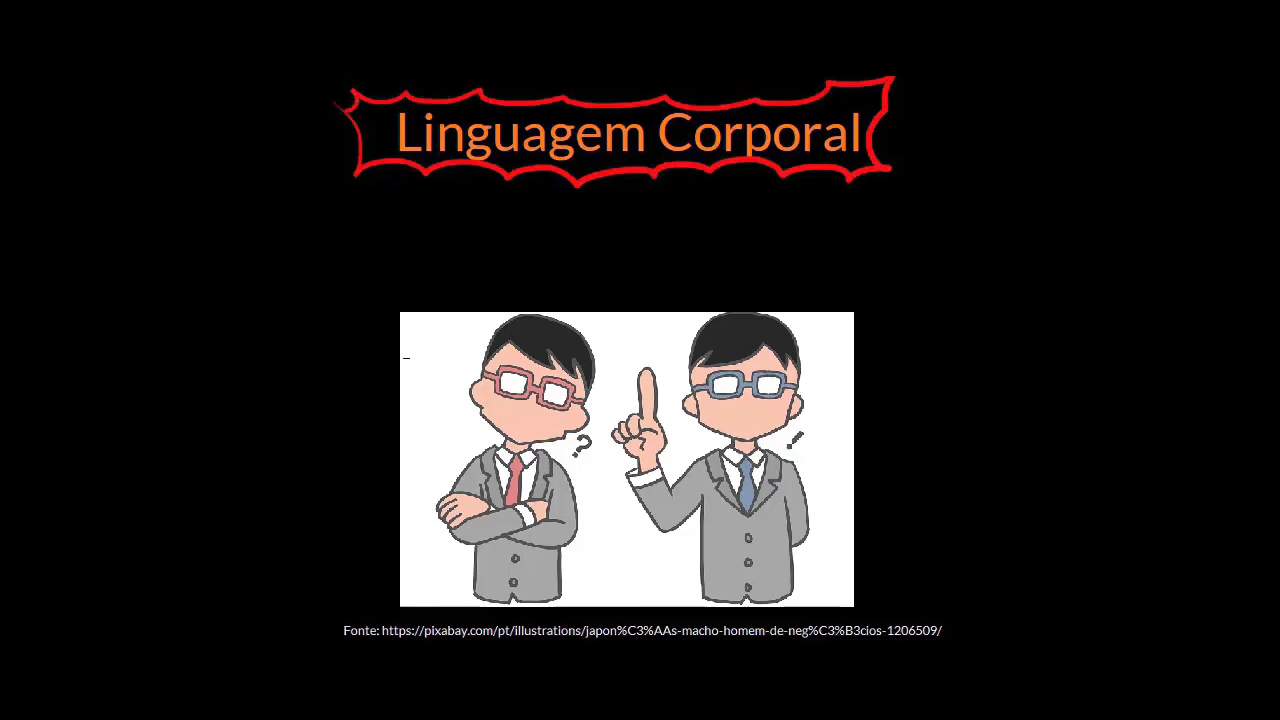 Linguagem Corporal
?
!
Fonte: https://pixabay.com/pt/illustrations/japon%C3%AAs-macho-homem-de-neg%C3%B3cios-1206509/